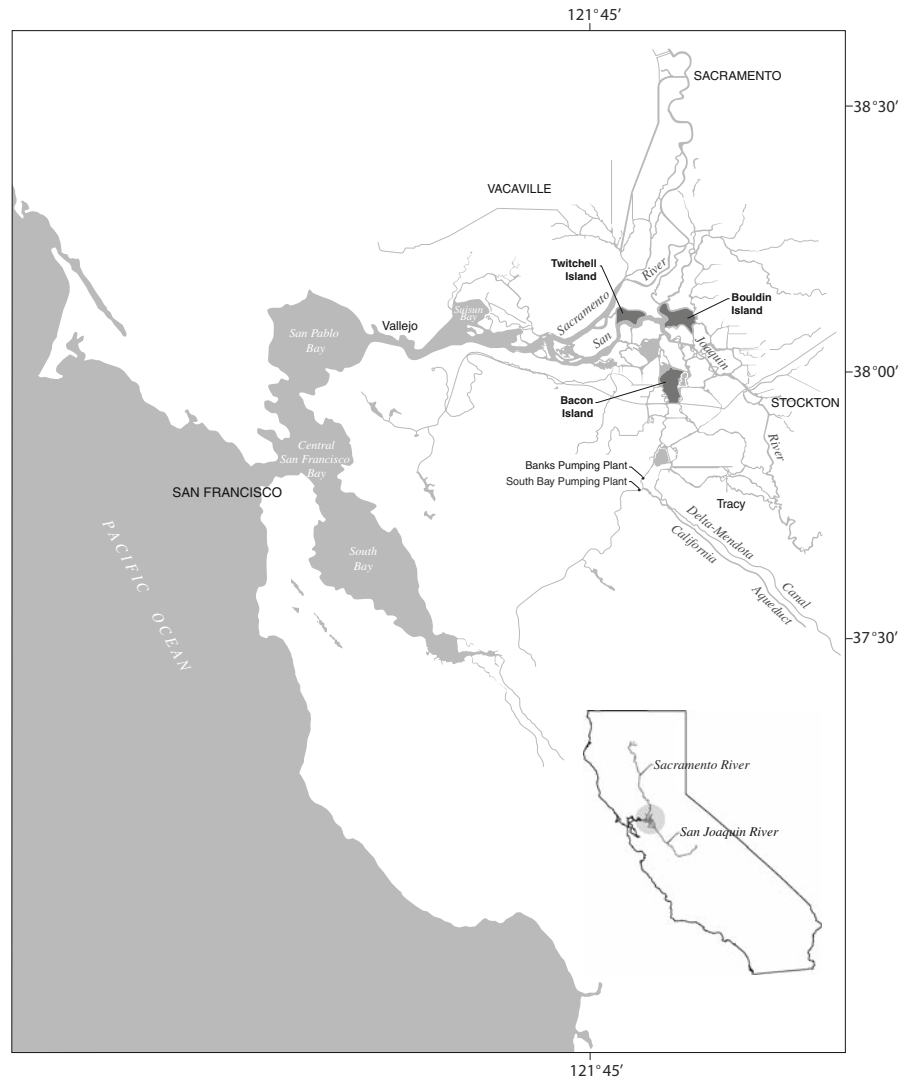 121°45′
SACRAMENTO
38°30′
VACAVILLE
Twitchell
Island
River
Bouldin
Island
Sacramento
Suisun
Bay
San Pablo
Bay
Vallejo
San
Joaquin
38°00′
Bacon
Island
STOCKTON
River
Central
San Francisco
Bay
Banks Pumping Plant
South Bay Pumping Plant
SAN FRANCISCO
Tracy
Delta-Mendota
Canal
California
Aqueduct
PACIFIC OCEAN
South
Bay
37°30′
Sacramento River
San Joaquin River
121°45′